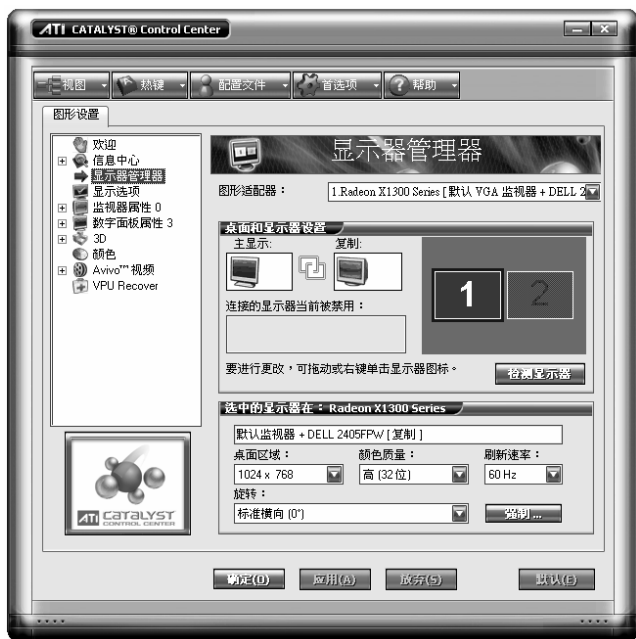 ATI CATALYST® Control Center
视图 热键 配置文件 首选项 帮助
图形设置
欢迎
信息中心
显示器管理器
显示选项
监视器属性 0
数字面板属性 3
3D
颜色
Avivo™ 视频
VPU Recover
ATI CATALYST
CONTROL CENTER
显示器管理器
图形适配器：
1.Radeon X1300 Series [ 默认 VGA 监视器 + DELL 2
桌面和显示器设置
主显示: 复制:
连接的显示器当前被禁用：
1 2
要进行更改，可拖动或右键单击显示器图标。
检测显示器
选中的显示器在：Radeon X1300 Series
默认监视器 + DELL 2405FPW [ 复制 ]
桌面区域： 颜色质量： 刷新速率：
1024 x 768 高 (32 位) 60 Hz
旋转：
标准横向 (0°) 强制 ...
确定(O) 应用(A) 放弃(S) 默认(E)